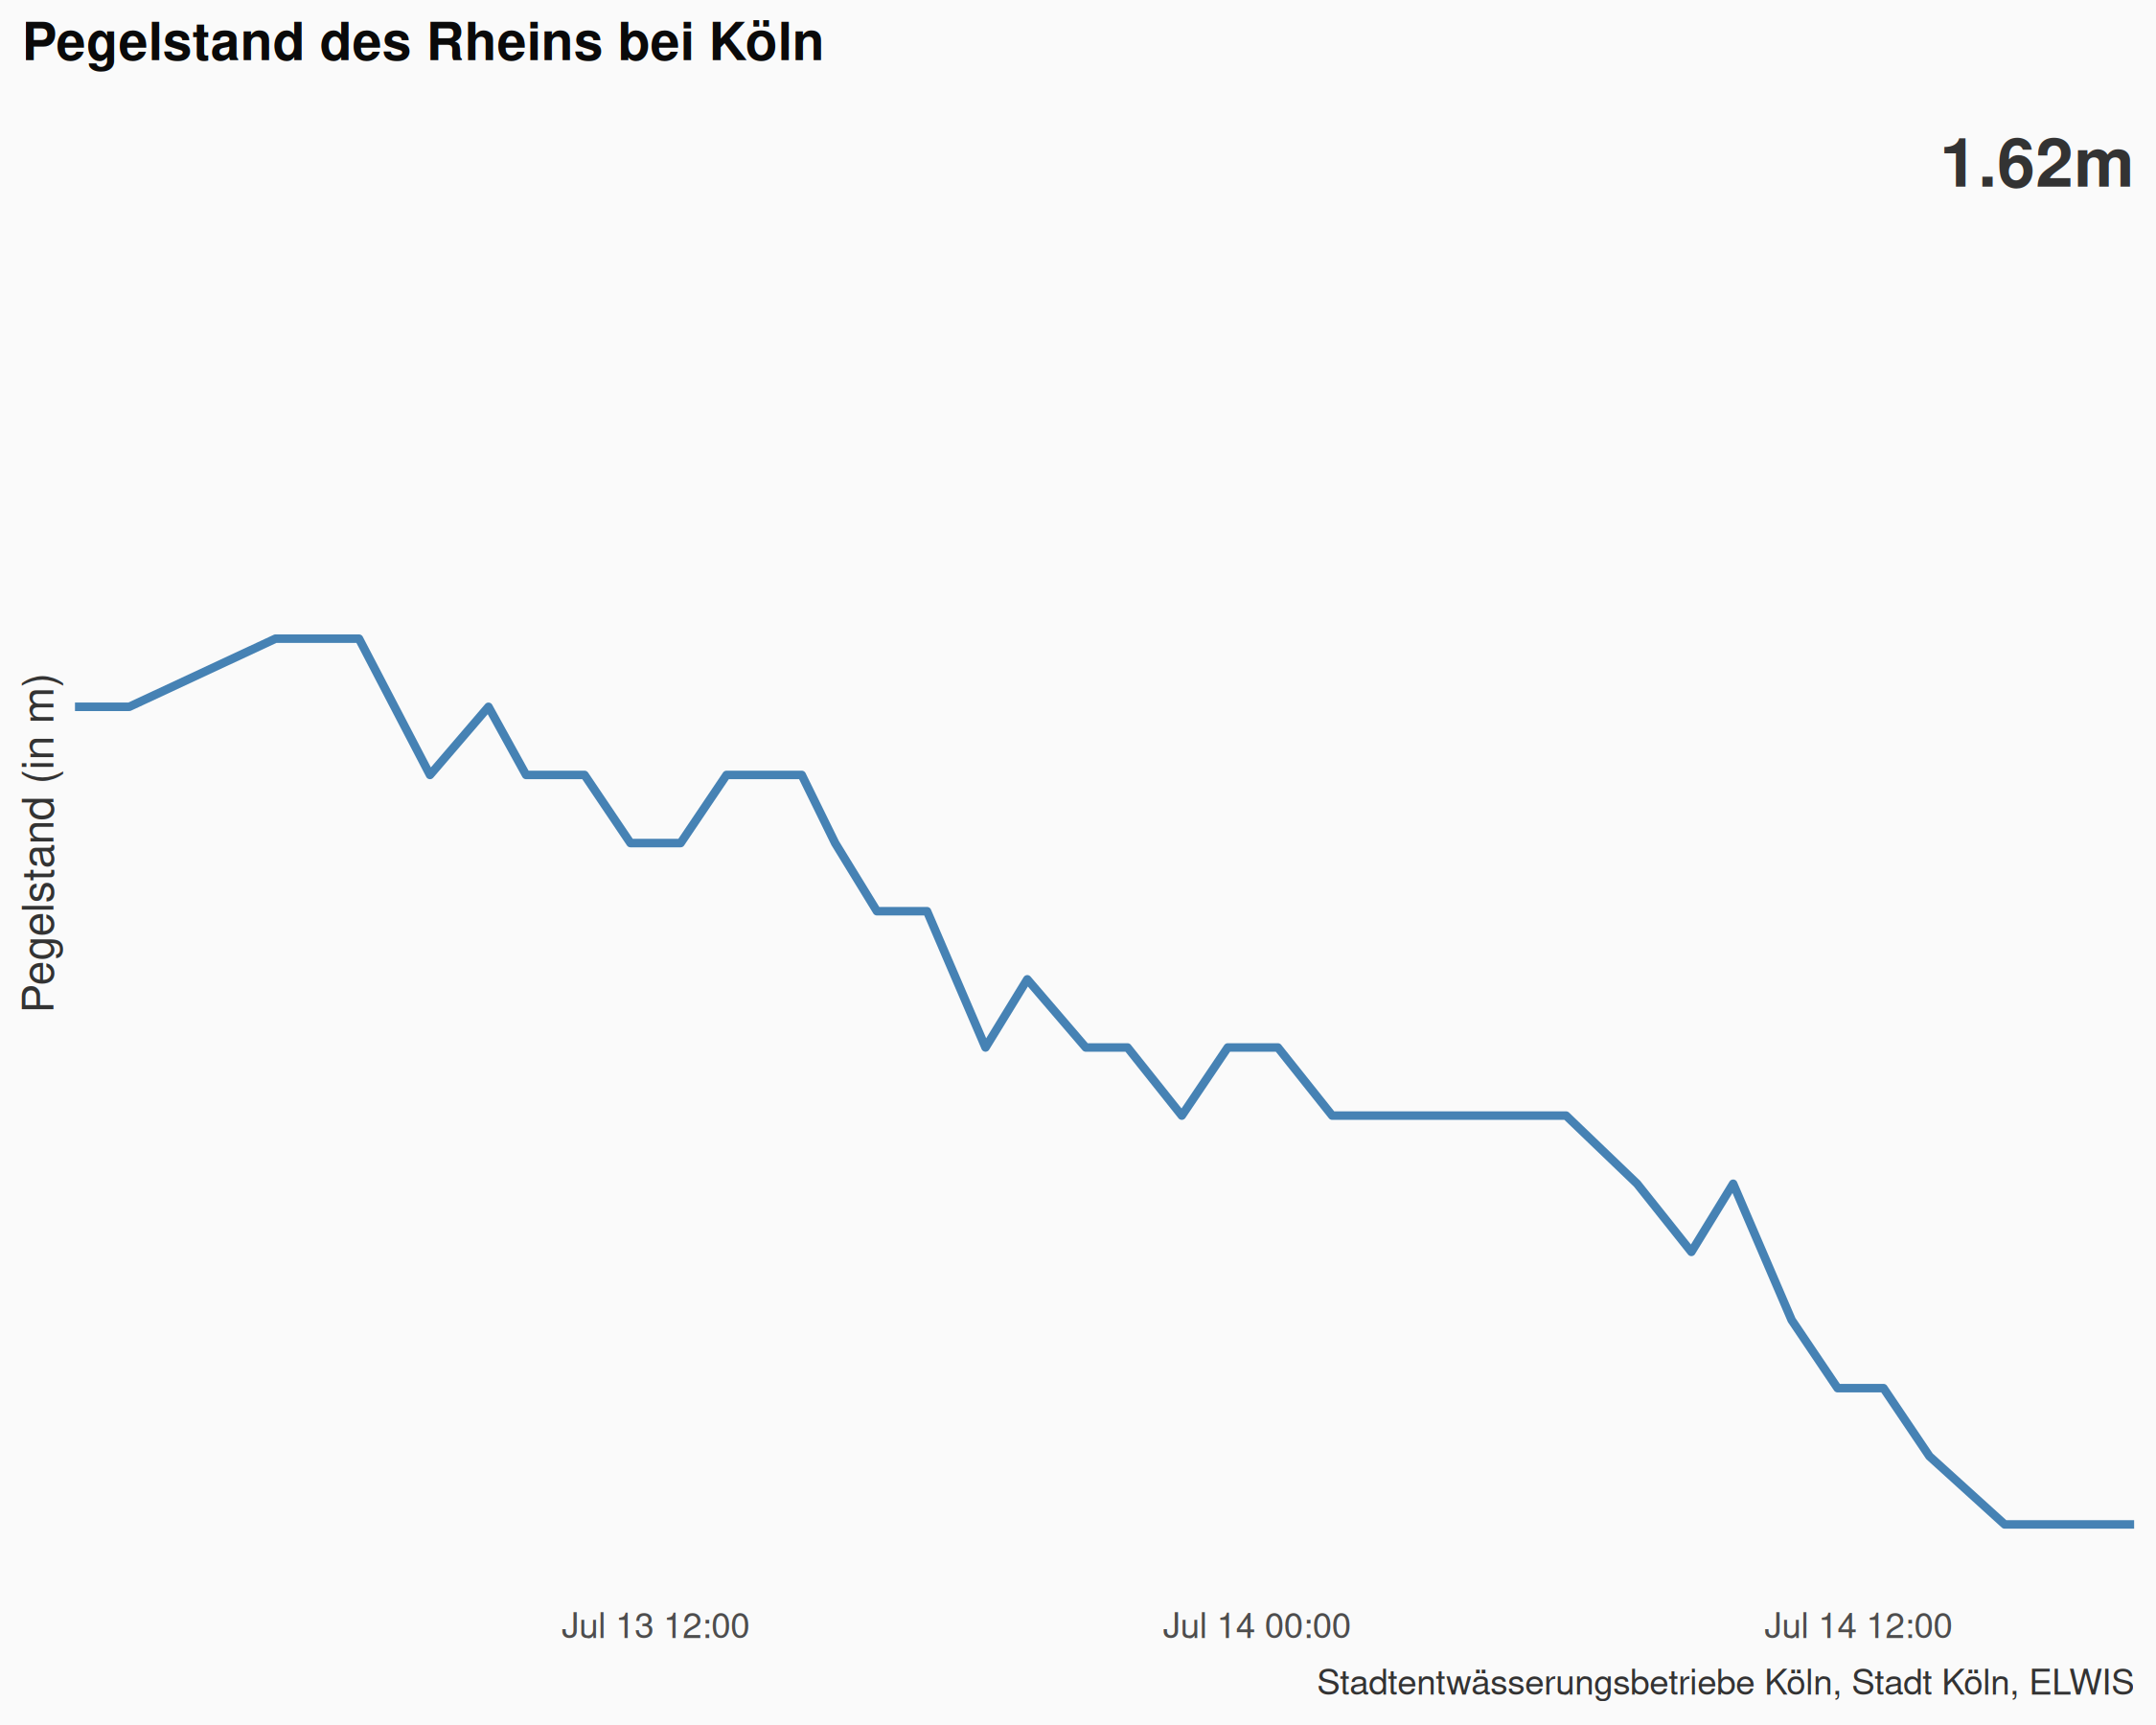 Pegelstand des Rheins bei Köln
1.62m
Pegelstand (in m)
Jul 13 12:00
Jul 14 00:00
Jul 14 12:00
Stadtentwässerungsbetriebe Köln, Stadt Köln, ELWIS